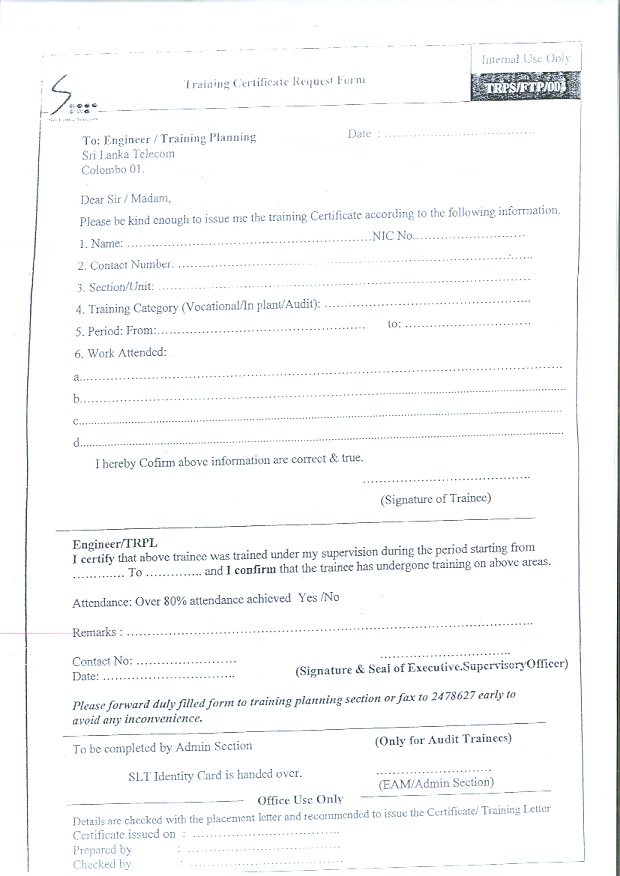 Internal Use Only
Training Certificate Request Form
TRPS/FTP/001
Sri Lanka Telecom
To: Engineer / Training Planning
Date : ........................................
Sri Lanka Telecom
Colombo 01.
Dear Sir / Madam,
Please be kind enough to issue me the training Certificate according to the following information.
1. Name: ................................................................NIC No..............................
2. Contact Number: ....................................................................................
3. Section/Unit: ....................................................................................
4. Training Category (Vocational/In plant/Audit): ..................................................
5. Period: From:..................................................... to: ................................
6. Work Attended:
a....................................................................................................
b....................................................................................................
c....................................................................................................
d....................................................................................................
I hereby Cofirm above information are correct & true.
.............................................
(Signature of Trainee)
Engineer/TRPL
I certify that above trainee was trained under my supervision during the period starting from
............. To .............. and I confirm that the trainee has undergone training on above areas.
Attendance: Over 80% attendance achieved Yes /No
Remarks : ....................................................................................................
Contact No: ..........................
(Signature & Seal of Executive.SupervisoryOfficer)
Date: ..................................
Please forward duly filled form to training planning section or fax to 2478627 early to
avoid any inconvenience.
To be completed by Admin Section
(Only for Audit Trainees)
SLT Identity Card is handed over.
..............................
(EAM/Admin Section)
Office Use Only
Details are checked with the placement letter and recommended to issue the Certificate/ Training Letter
Certificate issued on : ........................................
Prepared by : ........................................
Checked by : ........................................